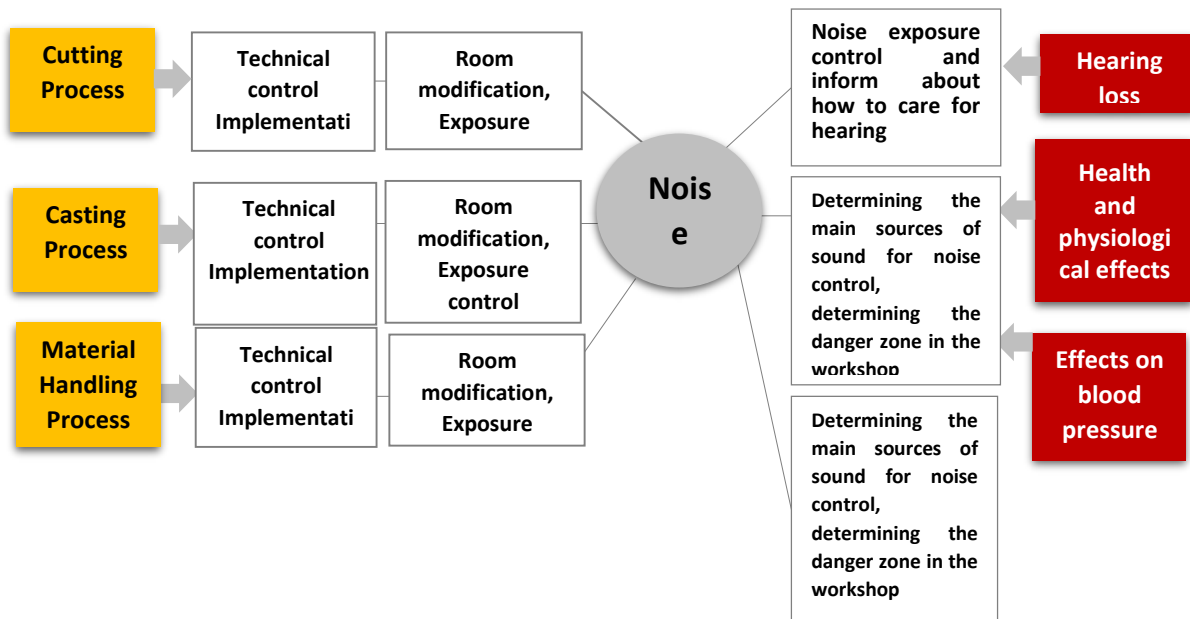 Cutting
Process
Technical
control
Implementati
Room
modification,
Exposure
Casting
Process
Technical
control
Implementation
Room
modification,
Exposure
control
Material
Handling
Process
Technical
control
Implementati
Room
modification,
Exposure
Nois
e
Noise exposure
control and
inform about
how to care for
hearing
Determining the
main sources of
sound for noise
control,
determining the
danger zone in the
workshop
Determining the
main sources of
sound for noise
control,
determining the
danger zone in the
workshop
Hearing
loss
Health
and
physiologi
cal effects
Effects on
blood
pressure